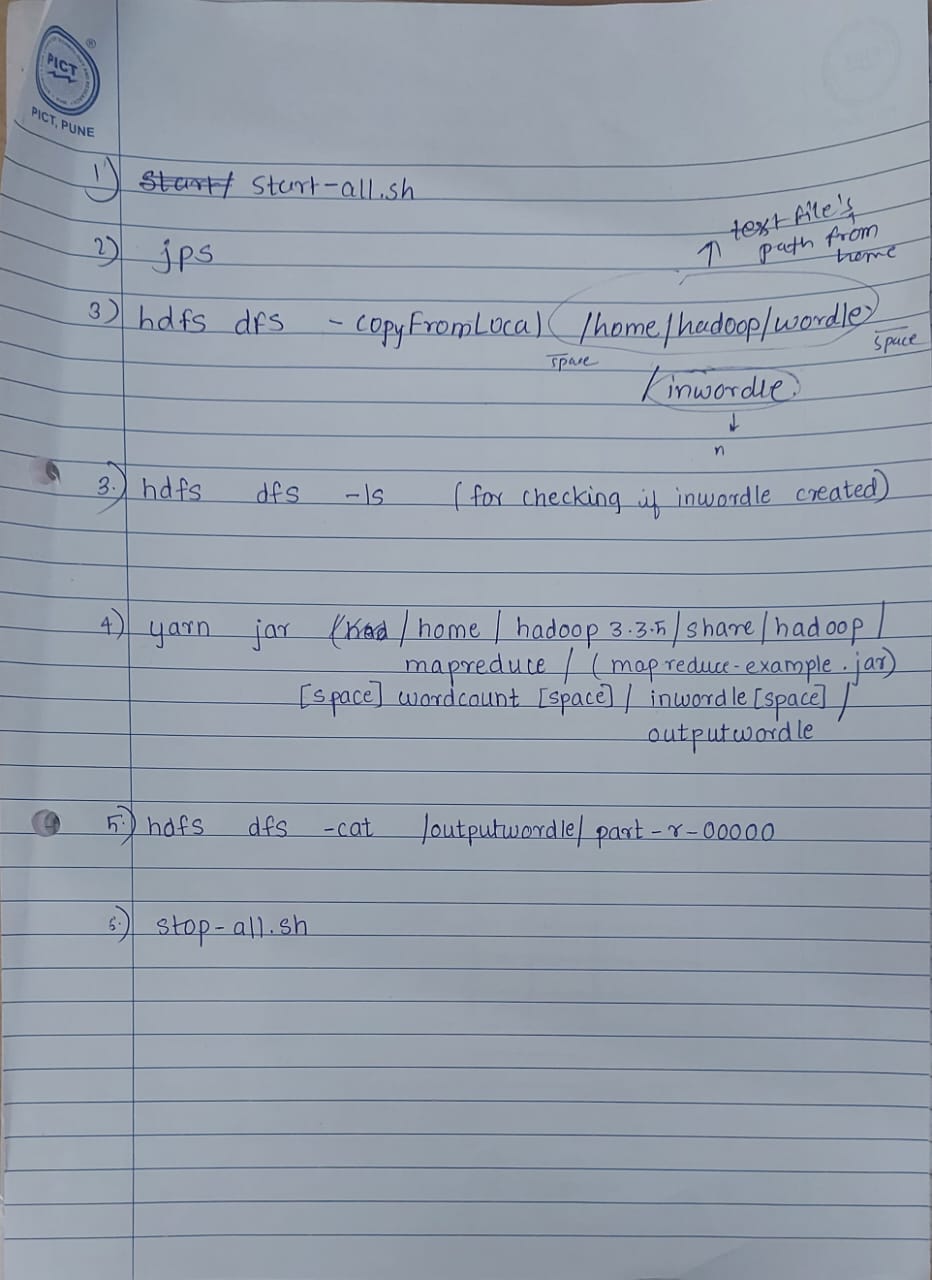 PICT
PICT, PUNE
1) start-all.sh
2) jps
↑ text file's
path from
home
3) hdfs dfs -copyFromLocal /home/hadoop/wordle
space
space
/inwordle
↓
n
3.) hdfs dfs -ls (for checking if inwordle created)
4) yarn jar /home/hadoop 3.3.5/share/hadoop/
mapreduce/(mapreduce-example.jar)
[space] wordcount [space] / inwordle [space] /
outputwordle
5.) hdfs dfs -cat /outputwordle/ part-r-00000
6.) stop-all.sh